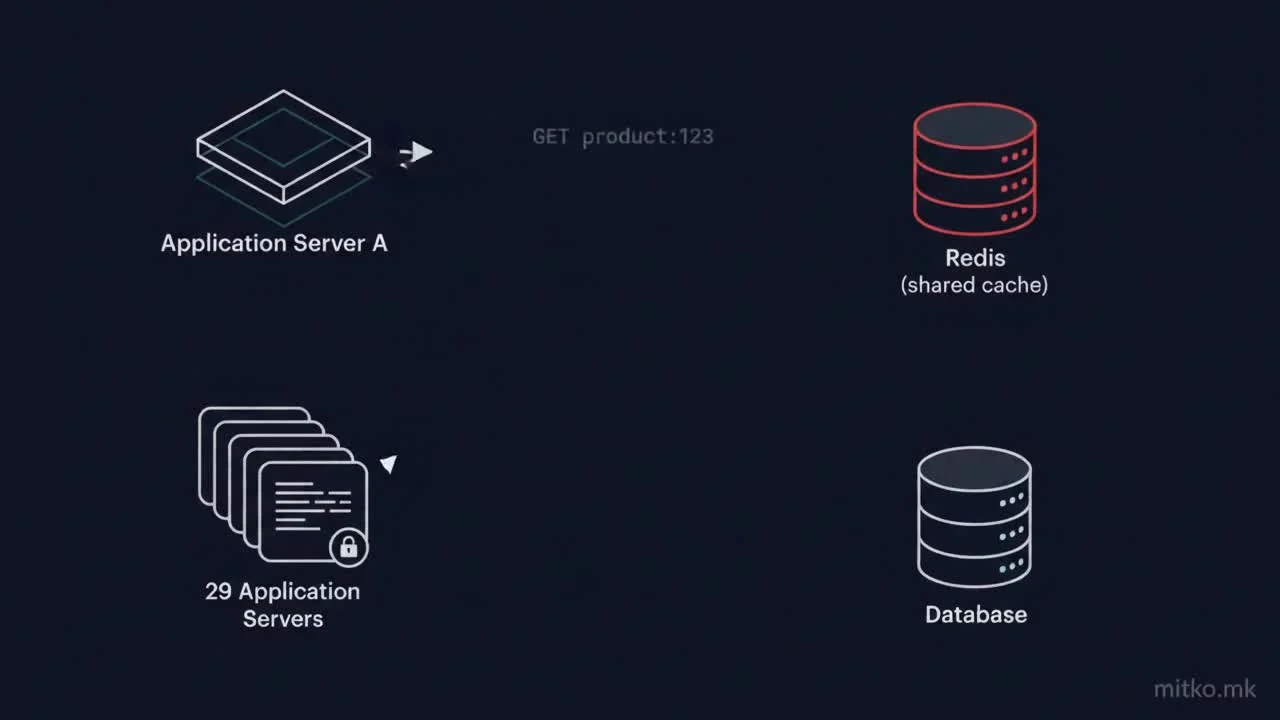 GET product:123
Application Server A
Redis
(shared cache)
29 Application
Servers
Database
mitko.mk